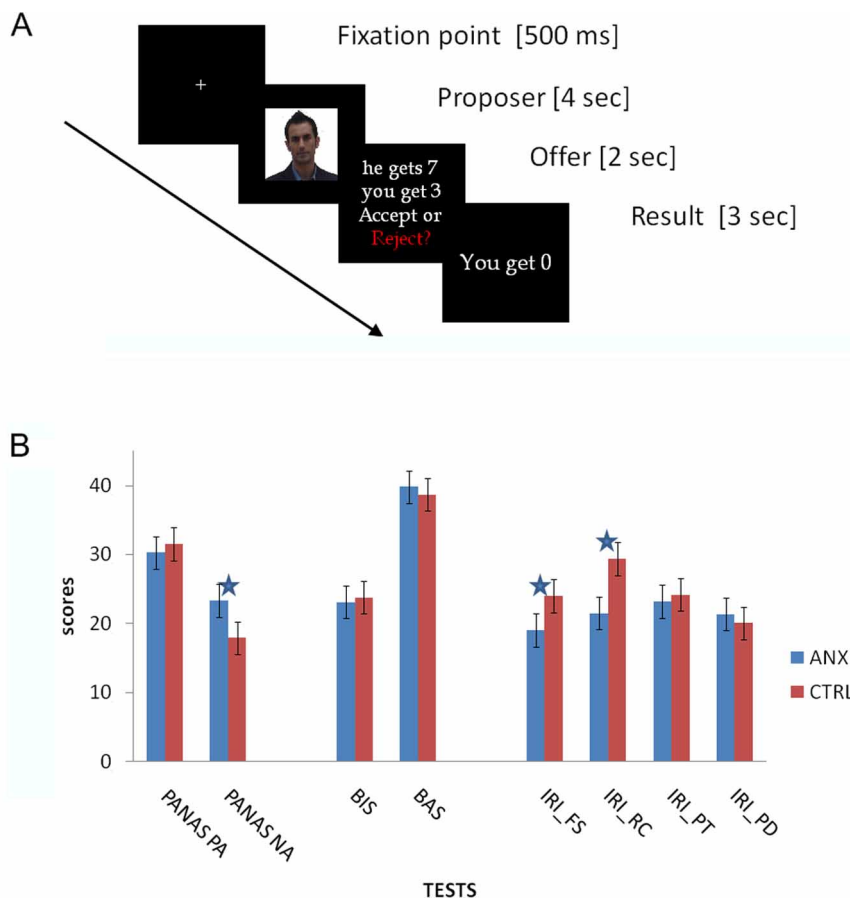 A
Fixation point [500 ms]
+
Proposer [4 sec]
Offer [2 sec]
he gets 7
you get 3
Accept or
Reject?
Result [3 sec]
You get 0
B
scores
40
30
20
10
0
PANAS PA
PANAS NA
BIS
BAS
IRI_FS
IRI_RC
IRI_PT
IRI_PD
ANX
CTRL
TESTS